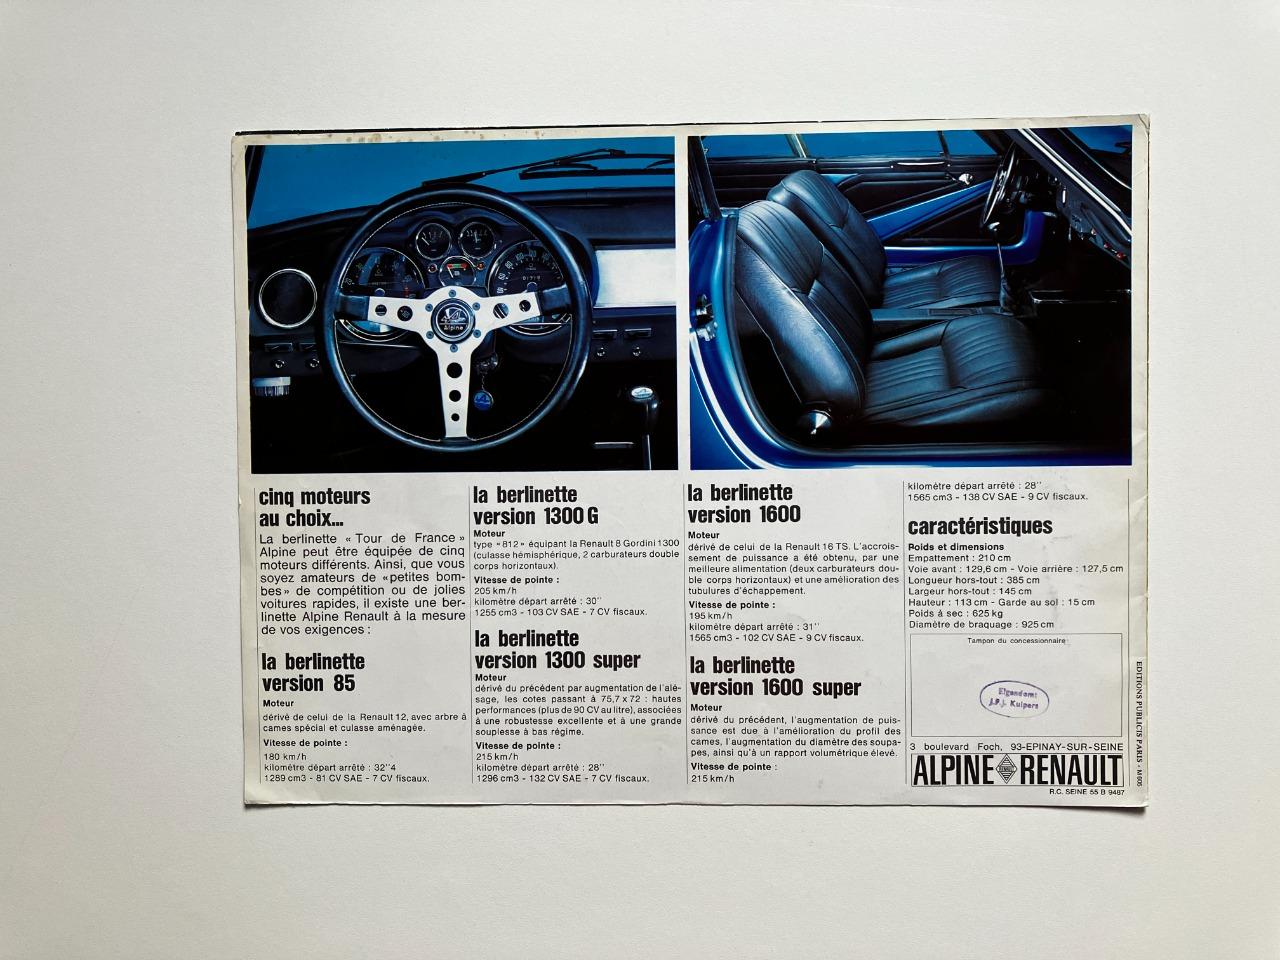 Alpine
cinq moteurs
au choix...
La berlinette «Tour de France»
Alpine peut être équipée de cinq
moteurs différents. Ainsi, que vous
soyez amateurs de «petites bom-
bes» de compétition ou de jolies
voitures rapides, il existe une ber-
linette Alpine Renault à la mesure
de vos exigences :
la berlinette
version 85
Moteur
dérivé de celui de la Renault 12, avec arbre à
cames spécial et culasse aménagée.
Vitesse de pointe :
180 km/h
kilomètre départ arrêté : 32"4
1289 cm3 - 81 CV SAE - 7 CV fiscaux.
la berlinette
version 1300 G
Moteur
type «812» équipant la Renault 8 Gordini 1300
(culasse hémisphérique, 2 carburateurs double
corps horizontaux).
Vitesse de pointe :
205 km/h
kilomètre départ arrêté : 30"
1255 cm3 - 103 CV SAE - 7 CV fiscaux.
la berlinette
version 1300 super
Moteur
dérivé du précédent par augmentation de l'alé-
sage, les cotes passant à 75,7 x 72 : hautes
performances (plus de 90 CV au litre), associées
à une robustesse excellente et à une grande
souplesse à bas régime.
Vitesse de pointe :
215 km/h
kilomètre départ arrêté : 28"
1296 cm3 - 132 CV SAE - 7 CV fiscaux.
la berlinette
version 1600
Moteur
dérivé de celui de la Renault 16 TS. L'accrois-
sement de puissance a été obtenu, par une
meilleure alimentation (deux carburateurs dou-
ble corps horizontaux) et une amélioration des
tubulures d'échappement.
Vitesse de pointe :
195 km/h
kilomètre départ arrêté : 31"
1565 cm3 - 102 CV SAE - 9 CV fiscaux.
la berlinette
version 1600 super
Moteur
dérivé du précédent, l'augmentation de puis-
sance est due à l'amélioration du profil des
cames, l'augmentation du diamètre des soupa-
pes, ainsi qu'à un rapport volumétrique élevé.
Vitesse de pointe :
215 km/h
kilomètre départ arrêté : 28"
1565 cm3 - 138 CV SAE - 9 CV fiscaux.
caractéristiques
Poids et dimensions
Empattement : 210 cm
Voie avant : 129,6 cm - Voie arrière : 127,5 cm
Longueur hors-tout : 385 cm
Largeur hors-tout : 145 cm
Hauteur : 113 cm - Garde au sol : 15 cm
Poids à sec : 625 kg
Diamètre de braquage : 925 cm
Tampon du concessionnaire
Eigendomt
J.P.J. Kuipers
3 boulevard Foch, 93-EPINAY-SUR-SEINE
ALPINE RENAULT
R.C. SEINE 55 B 9487
EDITIONS PUBLICIS PARIS - M 605